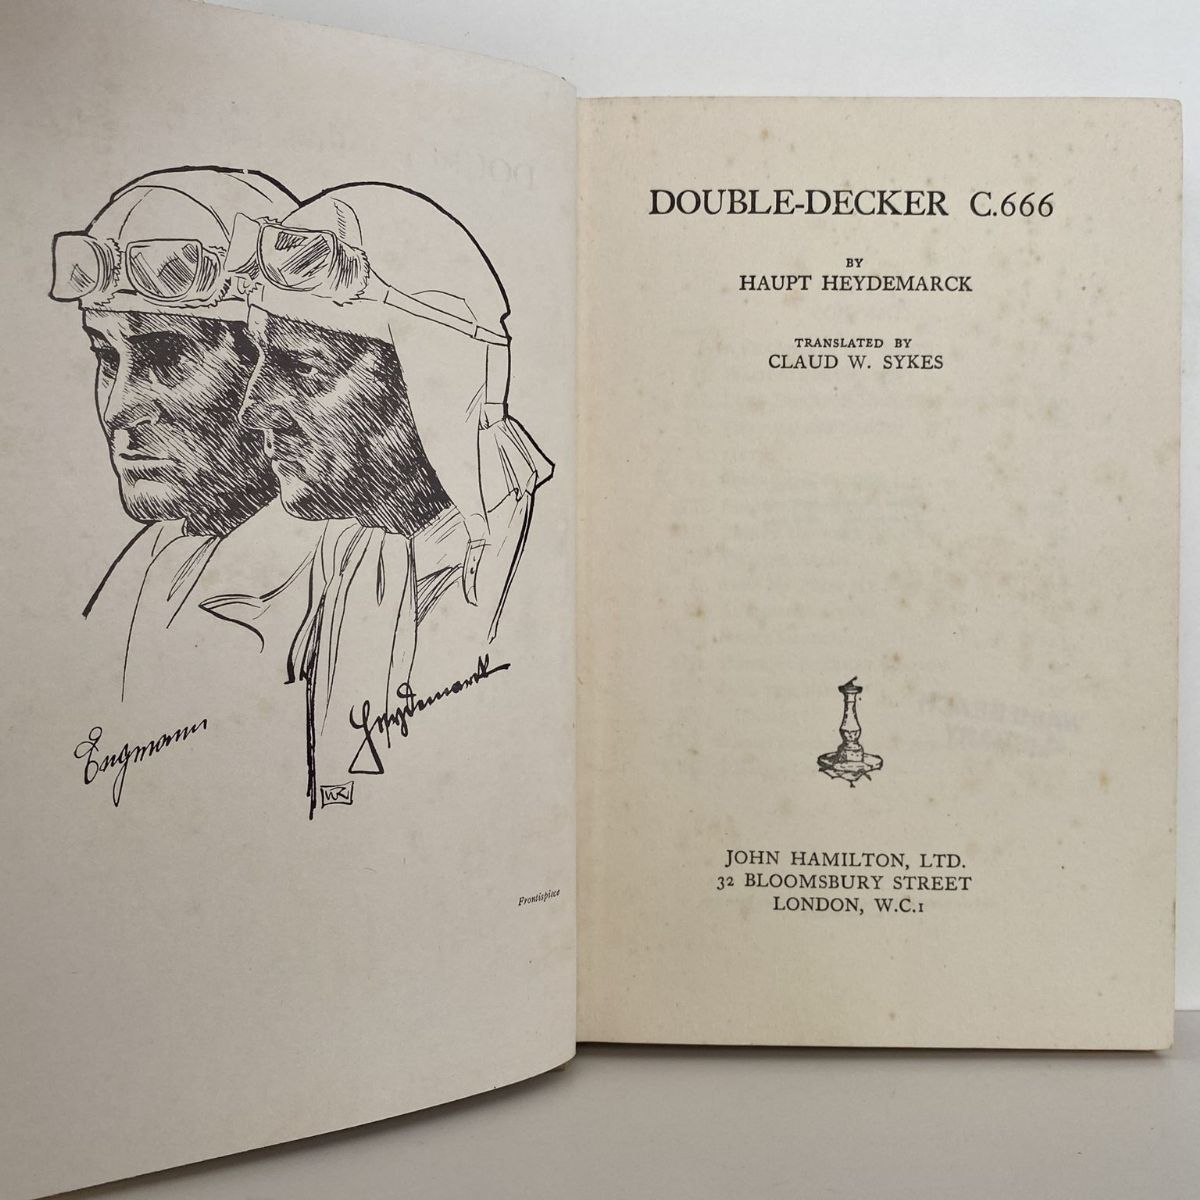 Engmann
Heydemarck
WR
Frontispiece
DOUBLE-DECKER C.666
BY
HAUPT HEYDEMARCK
TRANSLATED BY
CLAUD W. SYKES
JOHN HAMILTON, LTD.
32 BLOOMSBURY STREET
LONDON, W.C.1